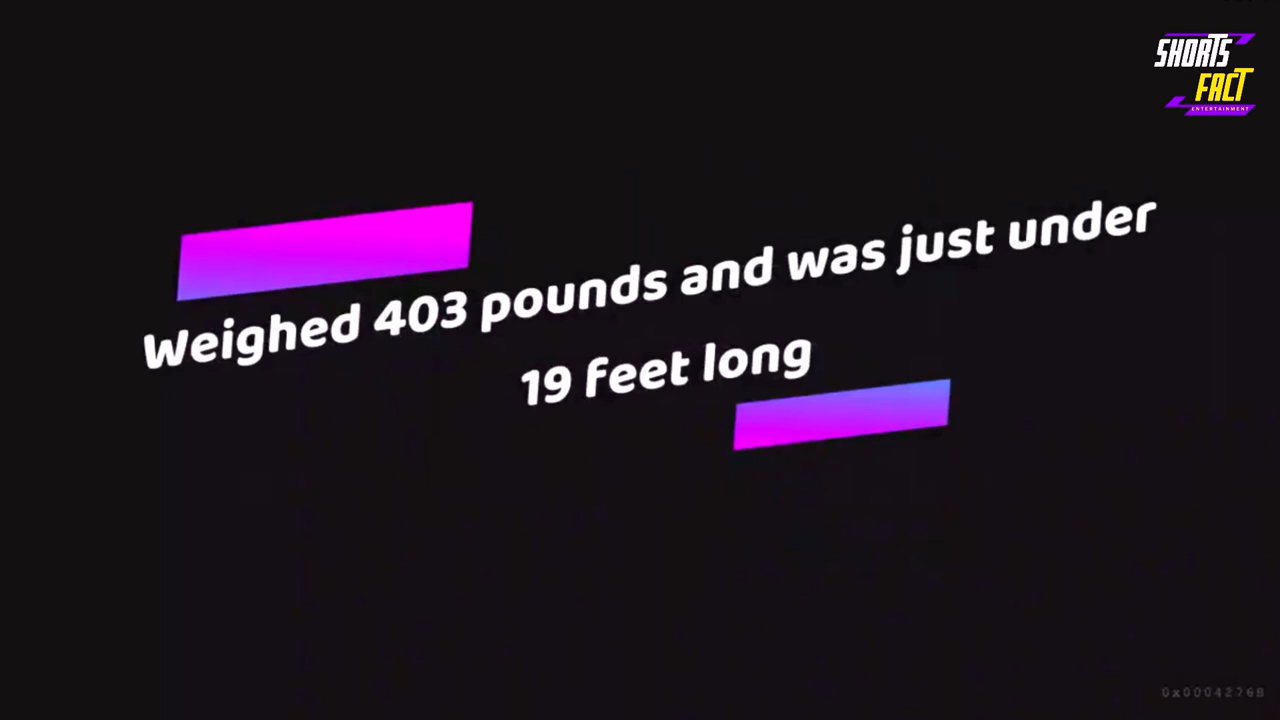 SHORTS
FACT
ENTERTAINMENT
Weighed 403 pounds and was just under
19 feet long
0x0004276B